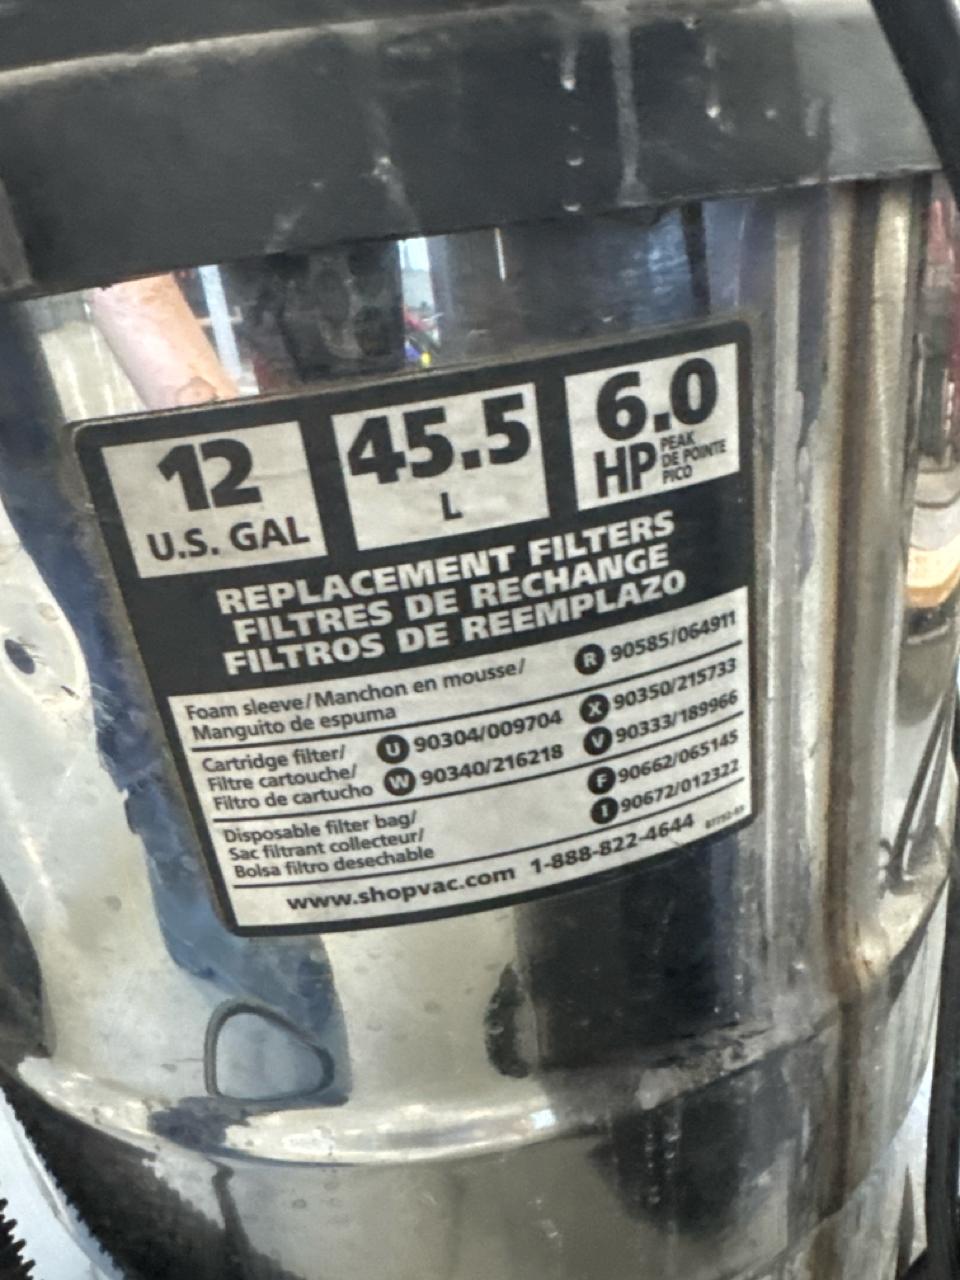 12
U.S. GAL
45.5
L
6.0
HP PEAK
DE POINTE
PICO
REPLACEMENT FILTERS
FILTRES DE RECHANGE
FILTROS DE REEMPLAZO
Foam sleeve/Manchon en mousse/
Manguito de espuma
R 90585/064911
Cartridge filter/
Filtre cartouche/
Filtro de cartucho
U 90304/009704
X 90350/215733
W 90340/216218
V 90333/189966
Disposable filter bag/
Sac filtrant collecteur/
Bolsa filtro desechable
F 90662/065145
I 90672/012322
www.shopvac.com 1-888-822-4644